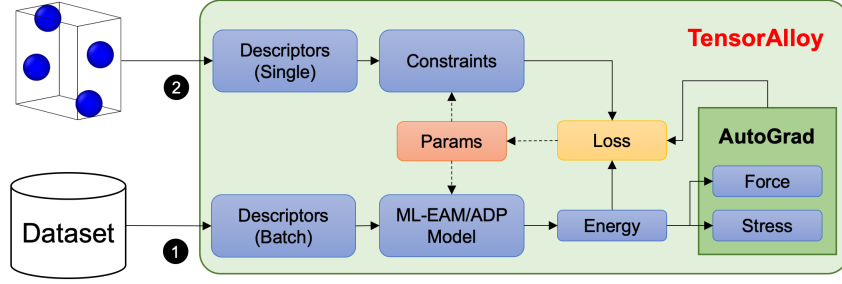 TensorAlloy
Descriptors
(Single)
Constraints
2
Params
Loss
AutoGrad
Force
Stress
Dataset
1
Descriptors
(Batch)
ML-EAM/ADP
Model
Energy